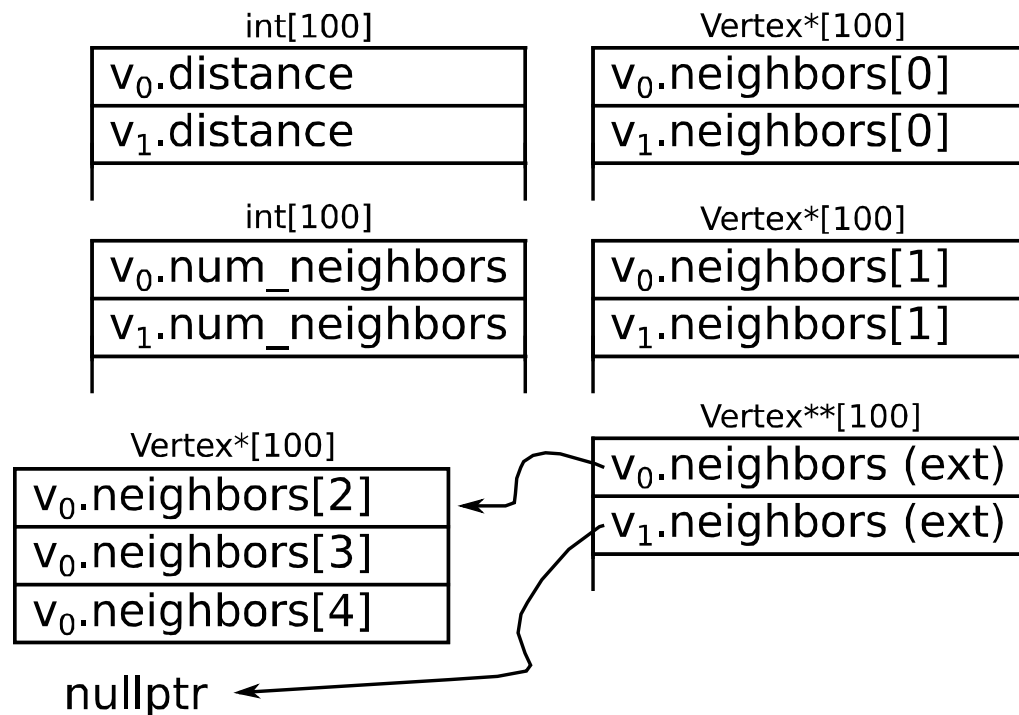 int[100]
v₀.distance
v₁.distance
Vertex*[100]
v₀.neighbors[0]
v₁.neighbors[0]
int[100]
v₀.num_neighbors
v₁.num_neighbors
Vertex*[100]
v₀.neighbors[1]
v₁.neighbors[1]
Vertex*[100]
v₀.neighbors[2]
v₀.neighbors[3]
v₀.neighbors[4]
Vertex**[100]
v₀.neighbors (ext)
v₁.neighbors (ext)
nullptr